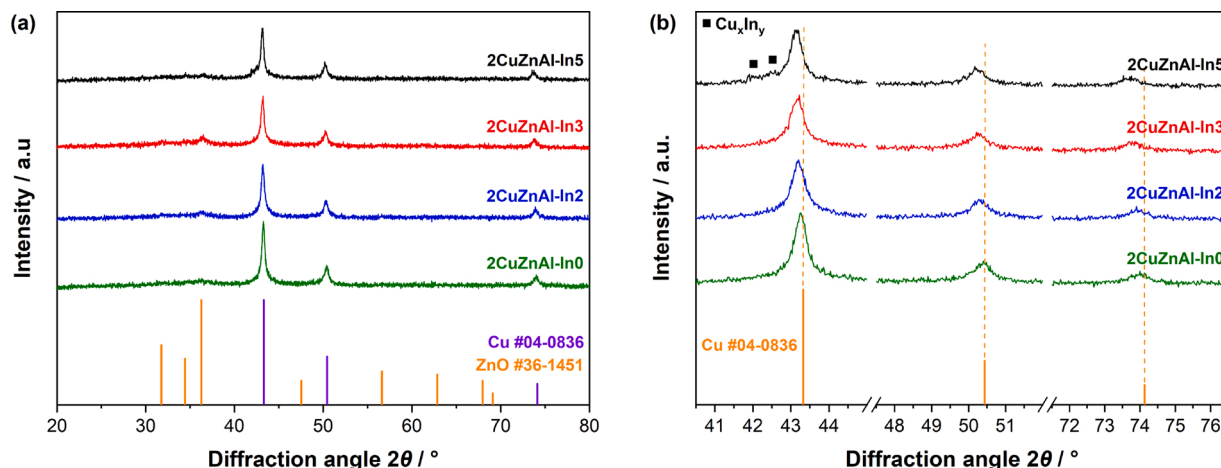 (a)
2CuZnAl-In5
2CuZnAl-In3
2CuZnAl-In2
2CuZnAl-In0
Cu #04-0836
ZnO #36-1451
Intensity / a.u
20 30 40 50 60 70 80
Diffraction angle 2θ / °
(b)
■ CuxIny
2CuZnAl-In5
2CuZnAl-In3
2CuZnAl-In2
2CuZnAl-In0
Cu #04-0836
Intensity / a.u.
41 42 43 44 50 51 52 72 73 74 75 76
Diffraction angle 2θ / °